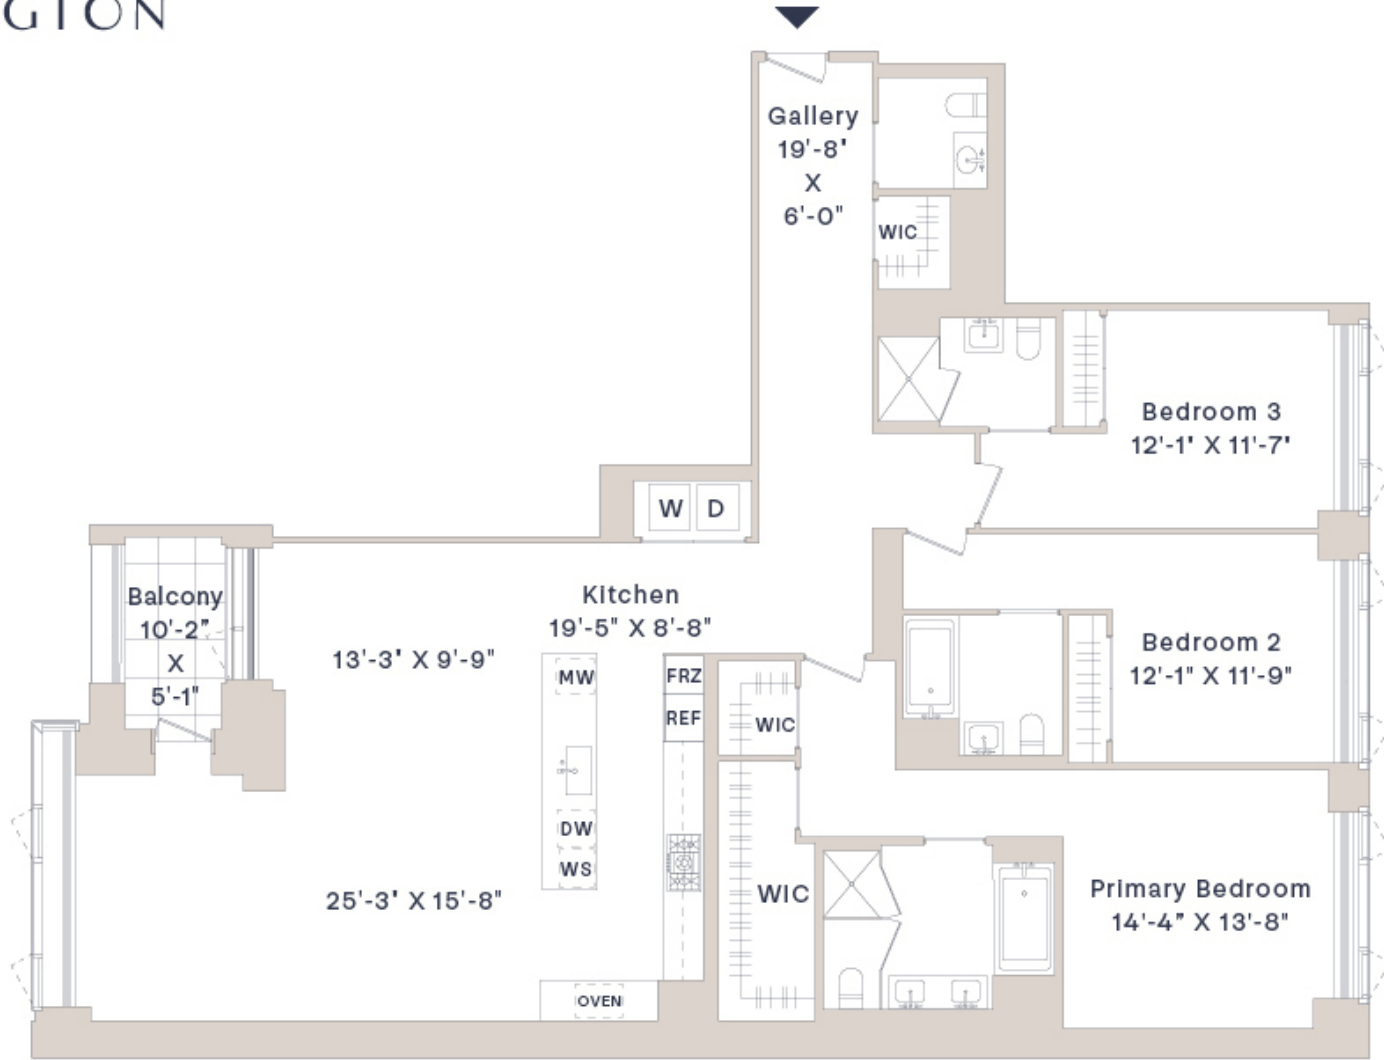 GTON
Gallery
19'-8'
X
6'-0"
WIC
Bedroom 3
12'-1' X 11'-7'
W D
Balcony
10'-2”
X
5'-1"
Kitchen
19'-5" X 8'-8"
13'-3' X 9'-9"
MW
FRZ
REF
WIC
Bedroom 2
12'-1" X 11'-9"
DW
WS
25'-3' X 15'-8"
WIC
Primary Bedroom
14'-4” X 13'-8"
OVEN